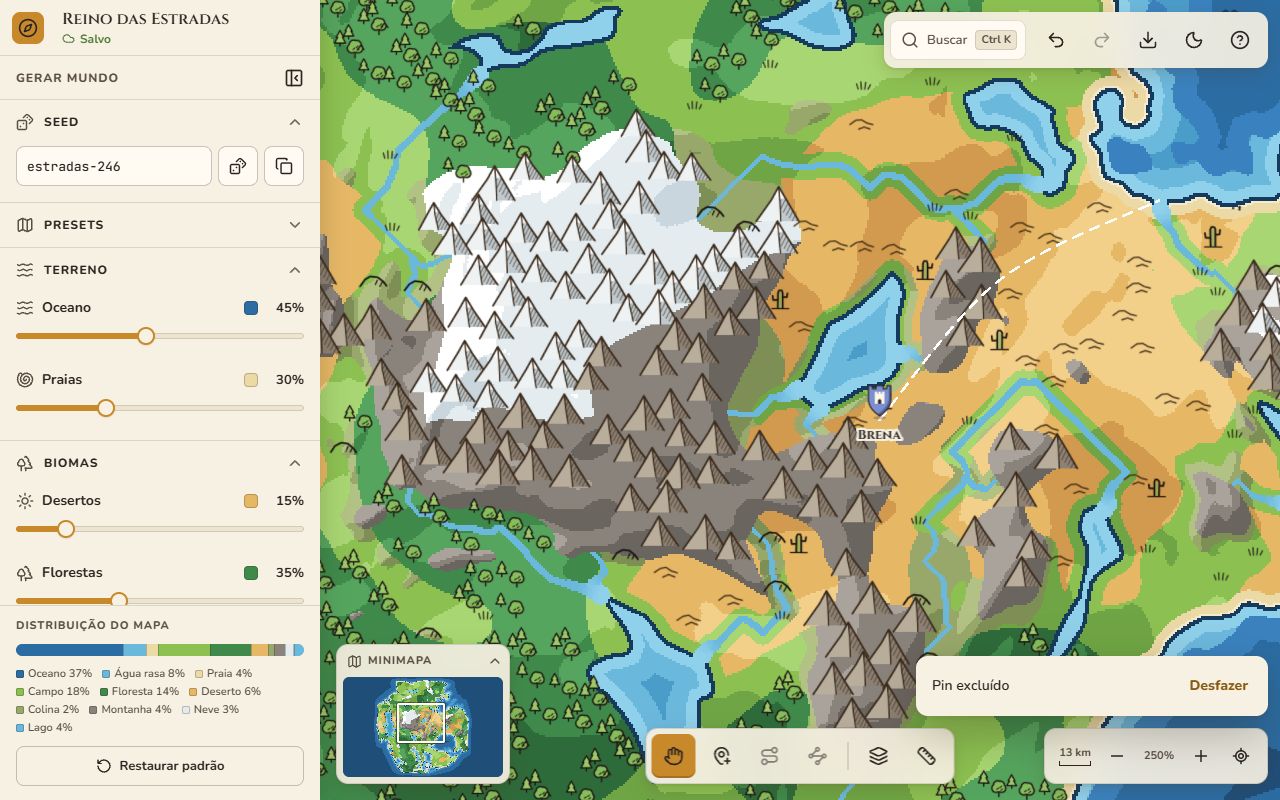 Reino das Estradas
Salvo
GERAR MUNDO
SEED
estradas-246
PRESETS
TERRENO
Oceano 45%
Praias 30%
BIOMAS
Desertos 15%
Florestas 35%
DISTRIBUIÇÃO DO MAPA
Oceano 37% Água rasa 8% Praia 4%
Campo 18% Floresta 14% Deserto 6%
Colina 2% Montanha 4% Neve 3%
Lago 4%
Restaurar padrão
Buscar Ctrl K
Brena
MINIMAPA
Pin excluído Desfazer
13 km 250%